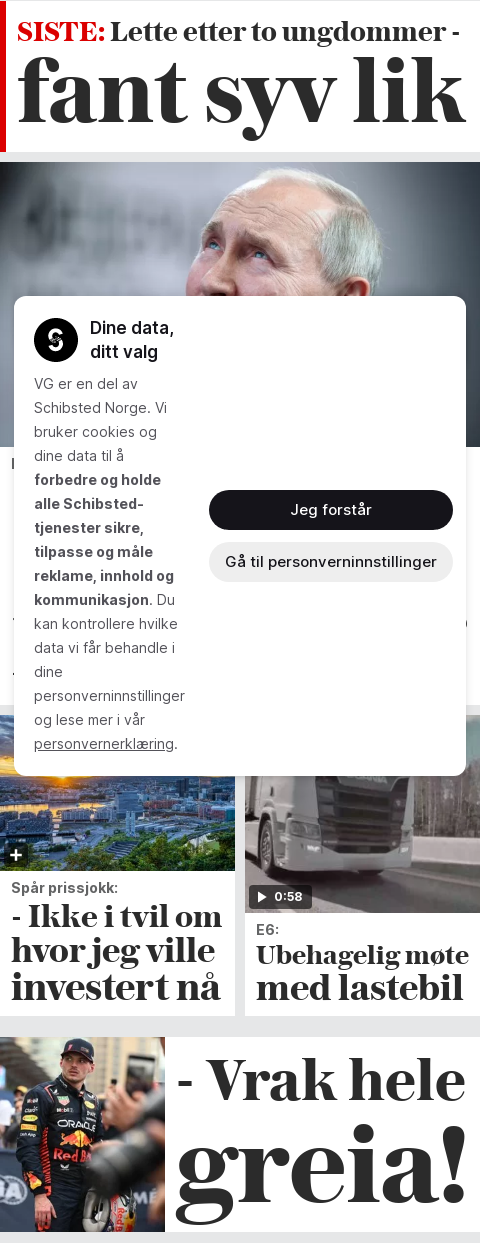 SISTE: Lette etter to ungdommer -
fant syv lik
Dine data,
ditt valg
VG er en del av
Schibsted Norge. Vi
bruker cookies og
dine data til å
forbedre og holde
alle Schibsted-
tjenester sikre,
tilpasse og måle
reklame, innhold og
kommunikasjon. Du
kan kontrollere hvilke
data vi får behandle i
dine
personverninnstillinger
og lese mer i vår
personvernerklæring.
Jeg forstår
Gå til personverninnstillinger
Spår prissjokk:
- Ikke i tvil om
hvor jeg ville
investert nå
0:58
E6:
Ubehagelig møte
med lastebil
ORACLE
Red Bull
- Vrak hele
greia!